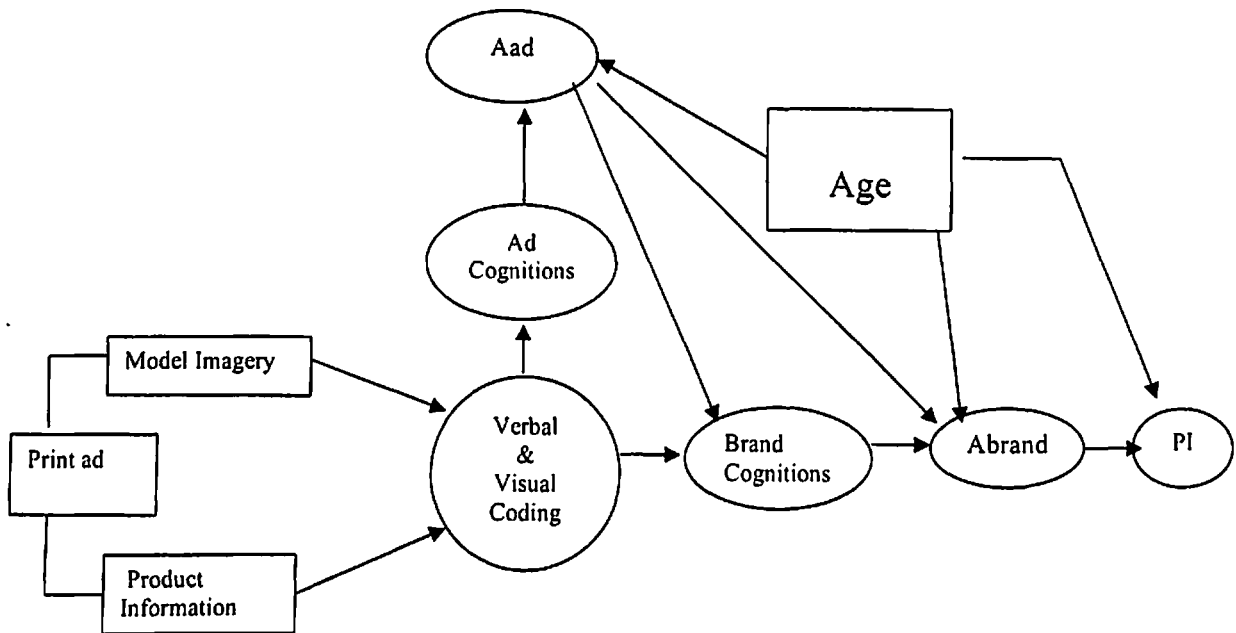 Aad
Age
Ad
Cognitions
Model Imagery
Print ad
Verbal
&
Visual
Coding
Brand
Cognitions
Abrand
PI
Product
Information